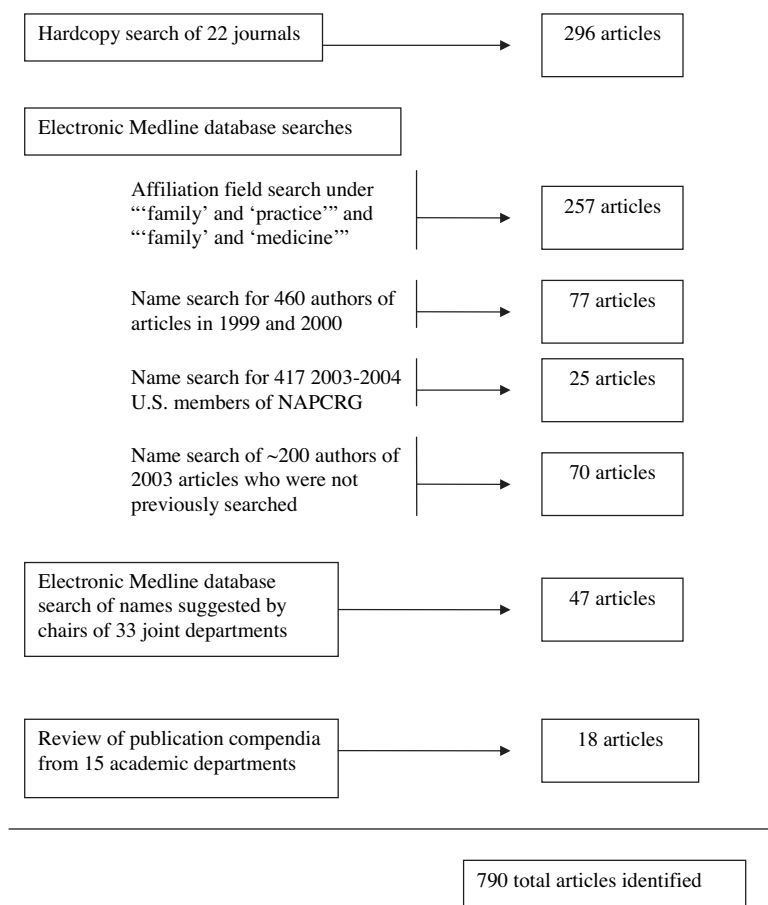 Hardcopy search of 22 journals
296 articles
Electronic Medline database searches
Affiliation field search under
“‘family’ and ‘practice’” and
“‘family’ and ‘medicine’”
257 articles
Name search for 460 authors of
articles in 1999 and 2000
77 articles
Name search for 417 2003-2004
U.S. members of NAPCRG
25 articles
Name search of ~200 authors of
2003 articles who were not
previously searched
70 articles
Electronic Medline database
search of names suggested by
chairs of 33 joint departments
47 articles
Review of publication compendia
from 15 academic departments
18 articles
790 total articles identified